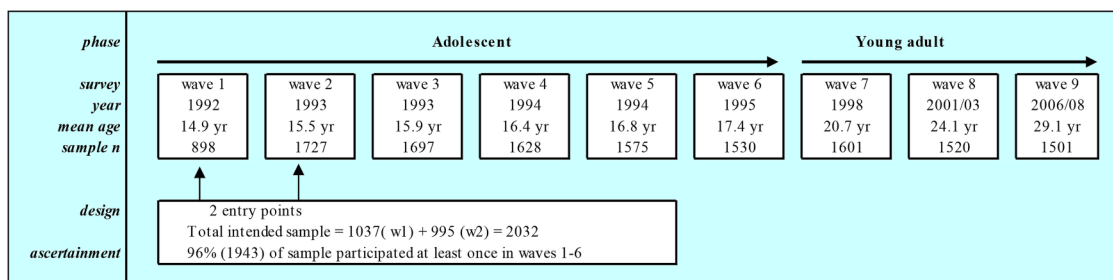 phase Adolescent Young adult
survey wave 1 wave 2 wave 3 wave 4 wave 5 wave 6 wave 7 wave 8 wave 9
year 1992 1993 1993 1994 1994 1995 1998 2001/03 2006/08
mean age 14.9 yr 15.5 yr 15.9 yr 16.4 yr 16.8 yr 17.4 yr 20.7 yr 24.1 yr 29.1 yr
sample n 898 1727 1697 1628 1575 1530 1601 1520 1501
design 2 entry points
Total intended sample = 1037( w1) + 995 (w2) = 2032
ascertainment 96% (1943) of sample participated at least once in waves 1-6